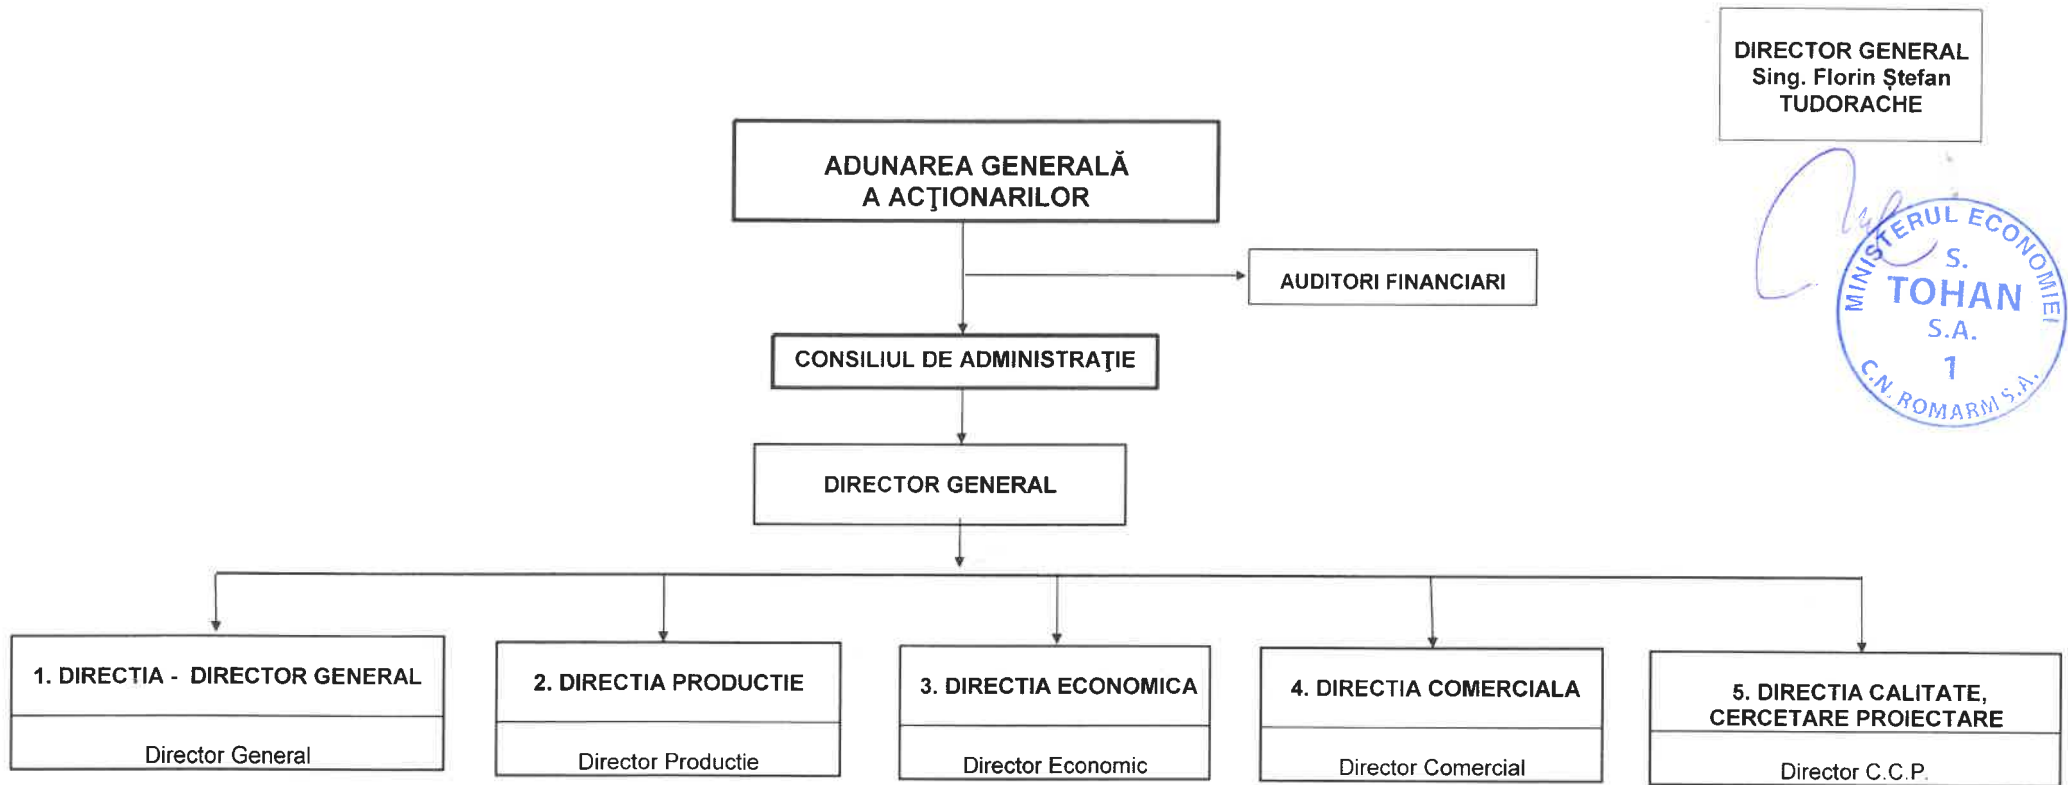 DIRECTOR GENERAL
Sing. Florin Ștefan
TUDORACHE
ADUNAREA GENERALĂ
A ACŢIONARILOR
AUDITORI FINANCIARI
MINISTERUL ECONOMIEI
S.
TOHAN
S.A.
1
C.N. ROMARM S.A.
CONSILIUL DE ADMINISTRAŢIE
DIRECTOR GENERAL
1. DIRECTIA - DIRECTOR GENERAL
Director General
2. DIRECTIA PRODUCTIE
Director Productie
3. DIRECTIA ECONOMICA
Director Economic
4. DIRECTIA COMERCIALA
Director Comercial
5. DIRECTIA CALITATE,
CERCETARE PROIECTARE
Director C.C.P.